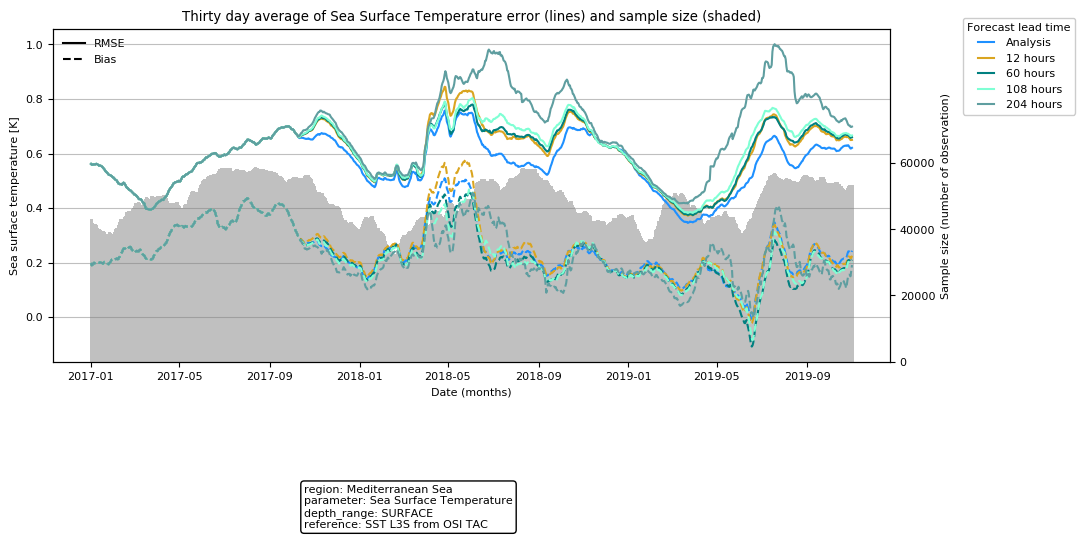 Thirty day average of Sea Surface Temperature error (lines) and sample size (shaded)
RMSE
Bias
Forecast lead time
Analysis
12 hours
60 hours
108 hours
204 hours
Sea surface temperature [K]
1.0
0.8
0.6
0.4
0.2
0.0
60000
40000
20000
0
Sample size (number of observation)
2017-01 2017-05 2017-09 2018-01 2018-05 2018-09 2019-01 2019-05 2019-09
Date (months)
region: Mediterranean Sea
parameter: Sea Surface Temperature
depth_range: SURFACE
reference: SST L3S from OSI TAC